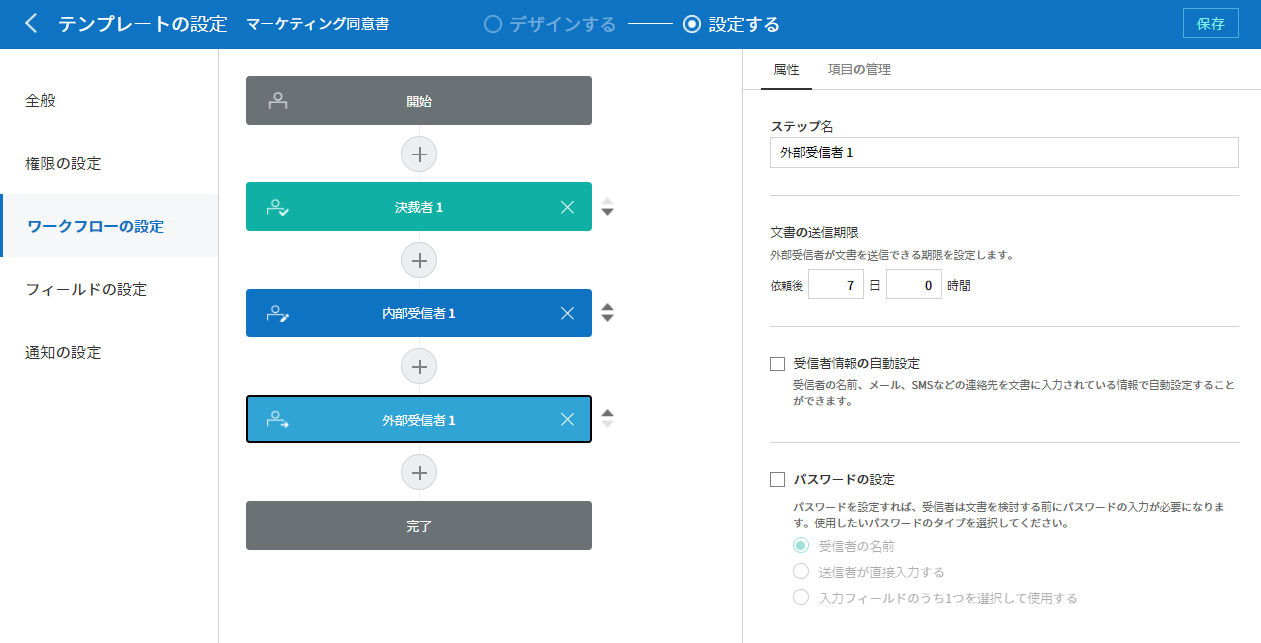 テンプレートの設定 マーケティング同意書 デザインする 設定する 保存
全般
権限の設定
ワークフローの設定
フィールドの設定
通知の設定
開始
決裁者 1
内部受信者 1
外部受信者 1
完了
属性 項目の管理
ステップ名
外部受信者 1
文書の送信期限
外部受信者が文書を送信できる期限を設定します。
依頼後 7 日 0 時間
受信者情報の自動設定
受信者の名前、メール、SMSなどの連絡先を文書に入力されている情報で自動設定すること
ができます。
パスワードの設定
パスワードを設定すれば、受信者は文書を検討する前にパスワードの入力が必要になりま
す。使用したいパスワードのタイプを選択してください。
受信者の名前
送信者が直接入力する
入力フィールドのうち1つを選択して使用する